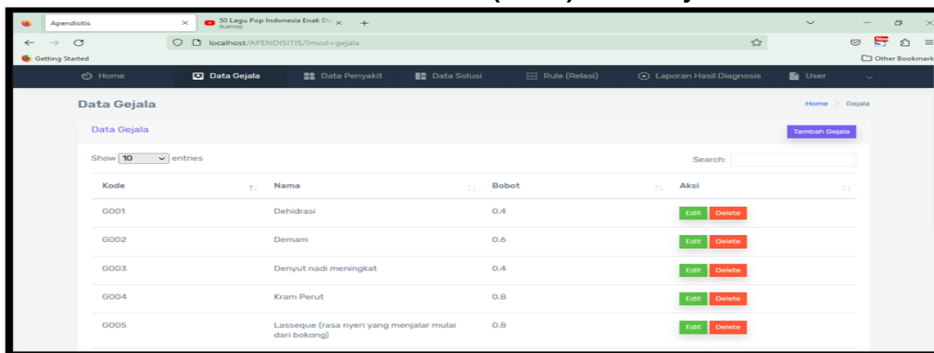 Apendisitis
50 Lagu Pop Indonesia Enak Di
PLAYING
localhost/APENDISITIS/?mod=gejala
New
Getting Started
Other Bookmark
Home Data Gejala Data Penyakit Data Solusi Rule (Relasi) Laporan Hasil Diagnosis User
Data Gejala
Home > Gejala
Data Gejala
Tambah Gejala
Show 10 entries
Search:
Kode Nama Bobot Aksi
G001 Dehidrasi 0.4 Edit Delete
G002 Demam 0.6 Edit Delete
G003 Denyut nadi meningkat 0.4 Edit Delete
G004 Kram Perut 0.8 Edit Delete
G005 Lasseque (rasa nyeri yang menjalar mulai 0.8 Edit Delete
dari bokong)